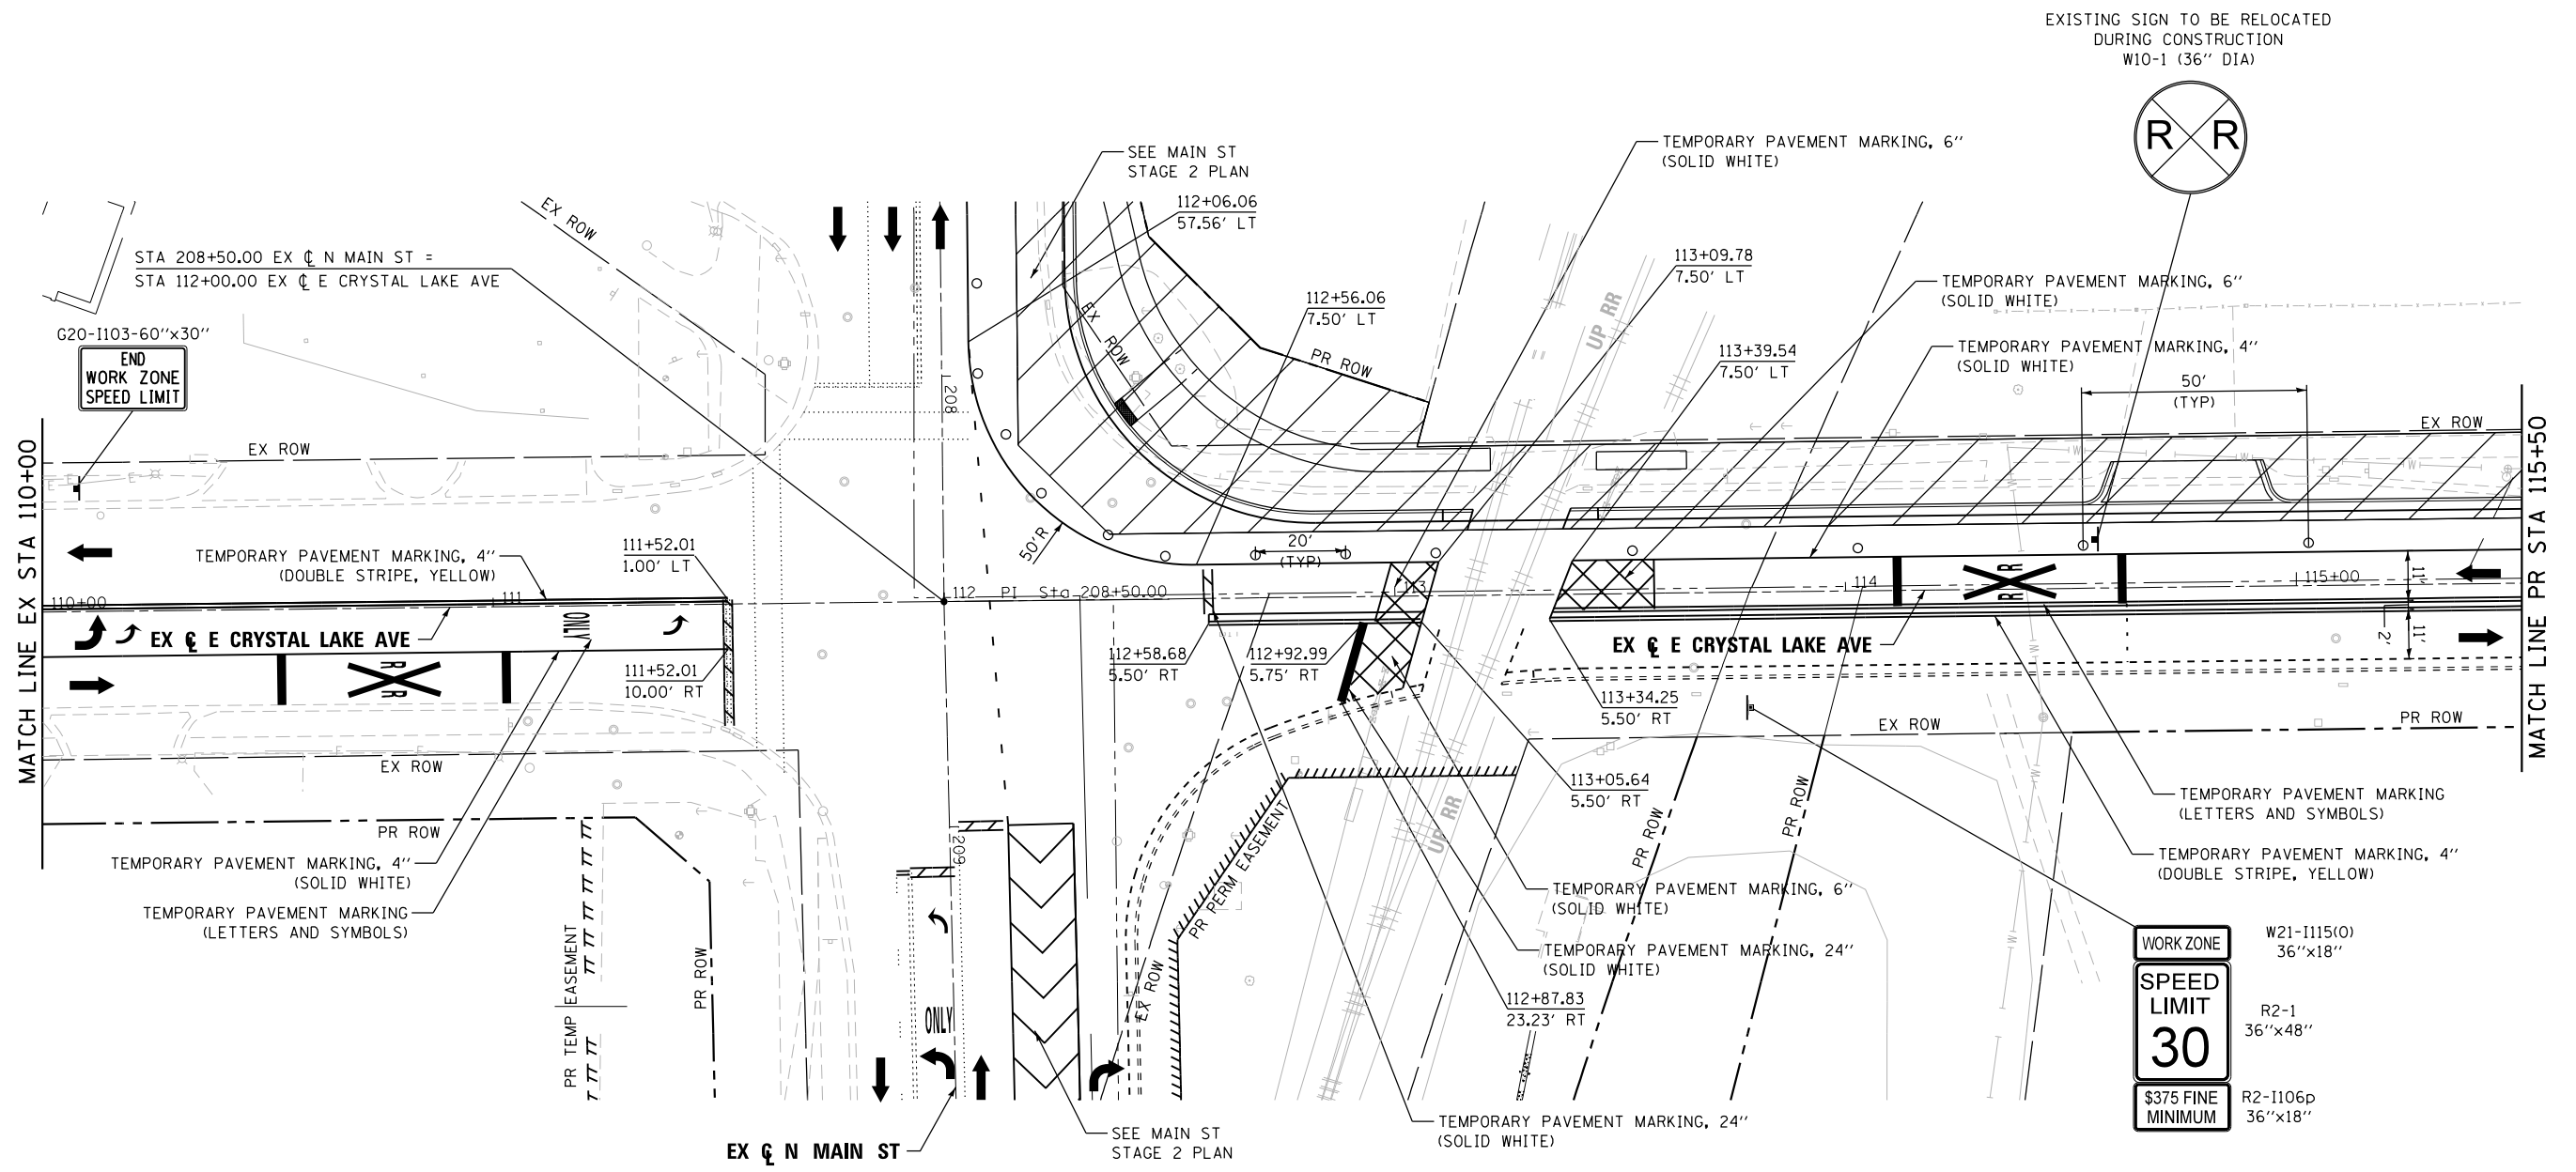 EXISTING SIGN TO BE RELOCATED
DURING CONSTRUCTION
W10-1 (36" DIA)
R R
SEE MAIN ST
STAGE 2 PLAN
112+06.06
57.56' LT
TEMPORARY PAVEMENT MARKING, 6"
(SOLID WHITE)
EX ROW
STA 208+50.00 EX ℄ N MAIN ST =
STA 112+00.00 EX ℄ E CRYSTAL LAKE AVE
113+09.78
7.50' LT
TEMPORARY PAVEMENT MARKING, 6"
(SOLID WHITE)
112+56.06
7.50' LT
UP RR
G20-I103-60"x30"
END
WORK ZONE
SPEED LIMIT
EX ROW
PR ROW
113+39.54
7.50' LT
TEMPORARY PAVEMENT MARKING, 4"
(SOLID WHITE)
50'
(TYP)
208
EX ROW
EX ROW
MATCH LINE EX STA 110+00
MATCH LINE PR STA 115+50
E
E
W
W
50'R
20'
(TYP)
TEMPORARY PAVEMENT MARKING, 4"
(DOUBLE STRIPE, YELLOW)
111+52.01
1.00' LT
110+00
111
112 PI Sta 208+50.00
113
114
115+00
R R
11'
2'
11'
ONLY
EX ℄ E CRYSTAL LAKE AVE
EX ℄ E CRYSTAL LAKE AVE
R R
111+52.01
10.00' RT
112+58.68
5.50' RT
112+92.99
5.75' RT
113+34.25
5.50' RT
EX ROW
PR ROW
EX ROW
113+05.64
5.50' RT
PR ROW
TEMPORARY PAVEMENT MARKING, 4"
(SOLID WHITE)
TEMPORARY PAVEMENT MARKING
(LETTERS AND SYMBOLS)
209
UP RR
PR PERM EASEMENT
PR ROW
PR ROW
TEMPORARY PAVEMENT MARKING
(LETTERS AND SYMBOLS)
TEMPORARY PAVEMENT MARKING, 4"
(DOUBLE STRIPE, YELLOW)
TEMPORARY PAVEMENT MARKING, 6"
(SOLID WHITE)
TEMPORARY PAVEMENT MARKING, 24"
(SOLID WHITE)
112+87.83
23.23' RT
PR TEMP EASEMENT
PR ROW
EX ROW
ONLY
WORK ZONE
W21-I115(O)
36"x18"
SPEED
LIMIT
30
R2-1
36"x48"
$375 FINE
MINIMUM
R2-I106p
36"x18"
TEMPORARY PAVEMENT MARKING, 24"
(SOLID WHITE)
SEE MAIN ST
STAGE 2 PLAN
EX ℄ N MAIN ST